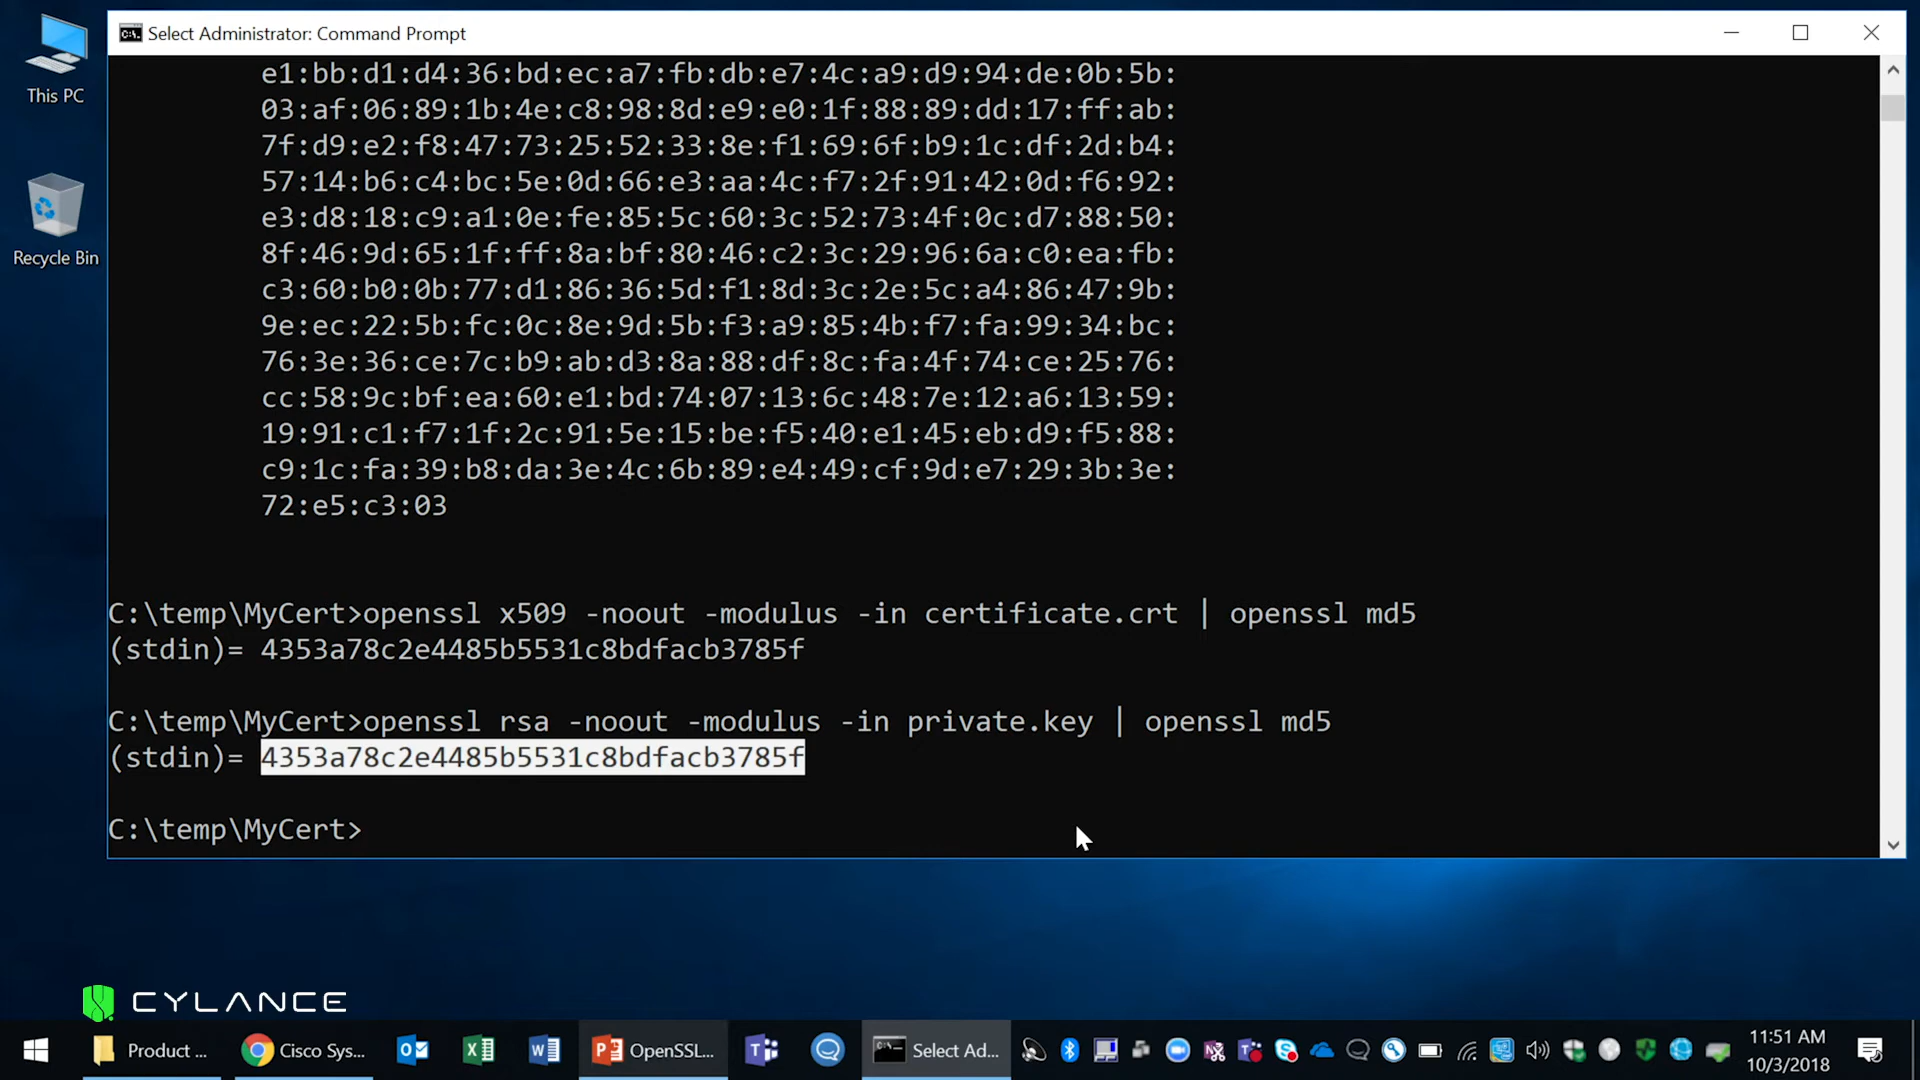 Select Administrator: Command Prompt
This PC
Recycle Bin
e1:bb:d1:d4:36:bd:ec:a7:fb:db:e7:4c:a9:d9:94:de:0b:5b:
03:af:06:89:1b:4e:c8:98:8d:e9:e0:1f:88:89:dd:17:ff:ab:
7f:d9:e2:f8:47:73:25:52:33:8e:f1:69:6f:b9:1c:df:2d:b4:
57:14:b6:c4:bc:5e:0d:66:e3:aa:4c:f7:2f:91:42:0d:f6:92:
e3:d8:18:c9:a1:0e:fe:85:5c:60:3c:52:73:4f:0c:d7:88:50:
8f:46:9d:65:1f:ff:8a:bf:80:46:c2:3c:29:96:6a:c0:ea:fb:
c3:60:b0:0b:77:d1:86:36:5d:f1:8d:3c:2e:5c:a4:86:47:9b:
9e:ec:22:5b:fc:0c:8e:9d:5b:f3:a9:85:4b:f7:fa:99:34:bc:
76:3e:36:ce:7c:b9:ab:d3:8a:88:df:8c:fa:4f:74:ce:25:76:
cc:58:9c:bf:ea:60:e1:bd:74:07:13:6c:48:7e:12:a6:13:59:
19:91:c1:f7:1f:2c:91:5e:15:be:f5:40:e1:45:eb:d9:f5:88:
c9:1c:fa:39:b8:da:3e:4c:6b:89:e4:49:cf:9d:e7:29:3b:3e:
72:e5:c3:03
C:\temp\MyCert>openssl x509 -noout -modulus -in certificate.crt | openssl md5
(stdin)= 4353a78c2e4485b5531c8bdfacb3785f
C:\temp\MyCert>openssl rsa -noout -modulus -in private.key | openssl md5
(stdin)= 4353a78c2e4485b5531c8bdfacb3785f
C:\temp\MyCert>
CYLANCE
Product ...
Cisco Sys...
OpenSSL...
Select Ad...
11:51 AM
10/3/2018